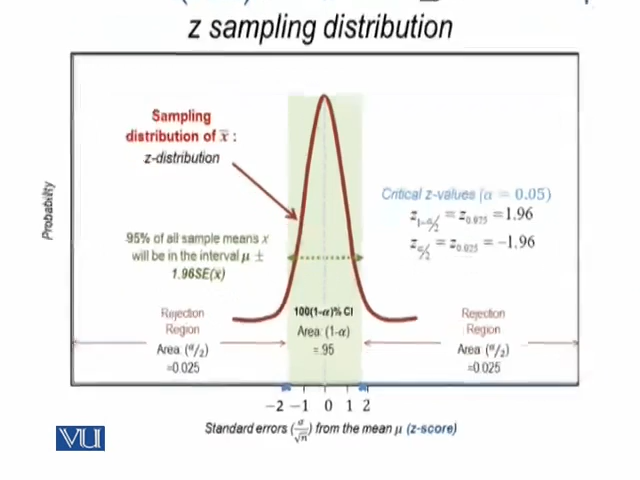 z sampling distribution
Sampling
distribution of x̅ :
z-distribution
Probability
Critical z-values (α = 0.05)
z₁₋α/₂ = z₀.₉₇₅ = 1.96
zα/₂ = z₀.₀₂₅ = −1.96
95% of all sample means x
will be in the interval μ ±
1.96SE(x)
Rejection
Region
Area (α/2)
=0.025
100(1-α)% CI
Area: (1-α)
=.95
Rejection
Region
Area (α/2)
=0.025
−2 −1 0 1 2
Standard errors (σ/√n) from the mean μ (z-score)
VU